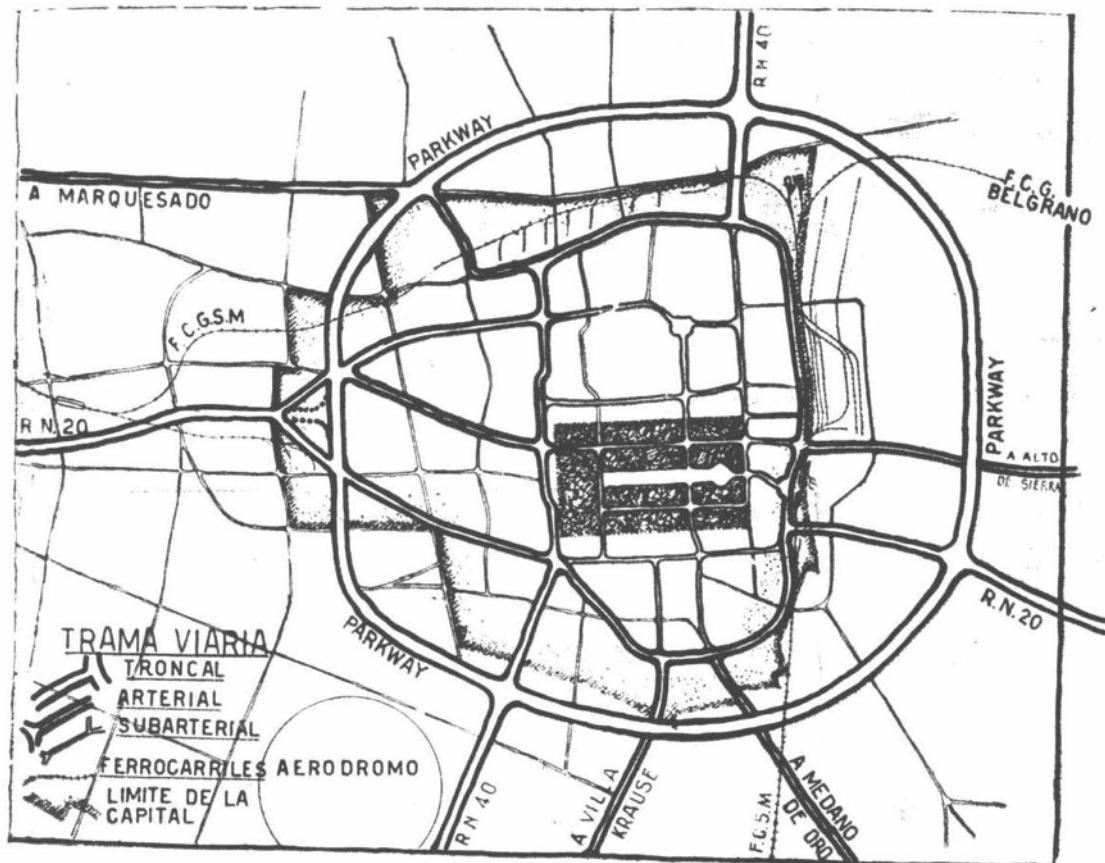 R N 40
PARKWAY
A MARQUESADO
F.C.G.
BELGRANO
F.C.G.S.M
PARKWAY
R N. 20
A ALTO
DE SIERRA
R.N. 20
PARKWAY
TRAMA VIARIA
TRONCAL
ARTERIAL
SUBARTERIAL
FERROCARRILES AERODROMO
LIMITE DE LA
CAPITAL
R N 40
A VILLA
KRAUSE
F.G.S.M
A MEDANO
DE ORO